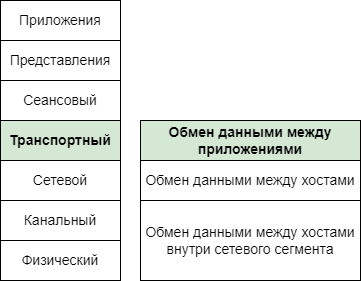 Приложения
Представления
Сеансовый
Транспортный
Сетевой
Канальный
Физический
Обмен данными между
приложениями
Обмен данными между хостами
Обмен данными между хостами
внутри сетевого сегмента